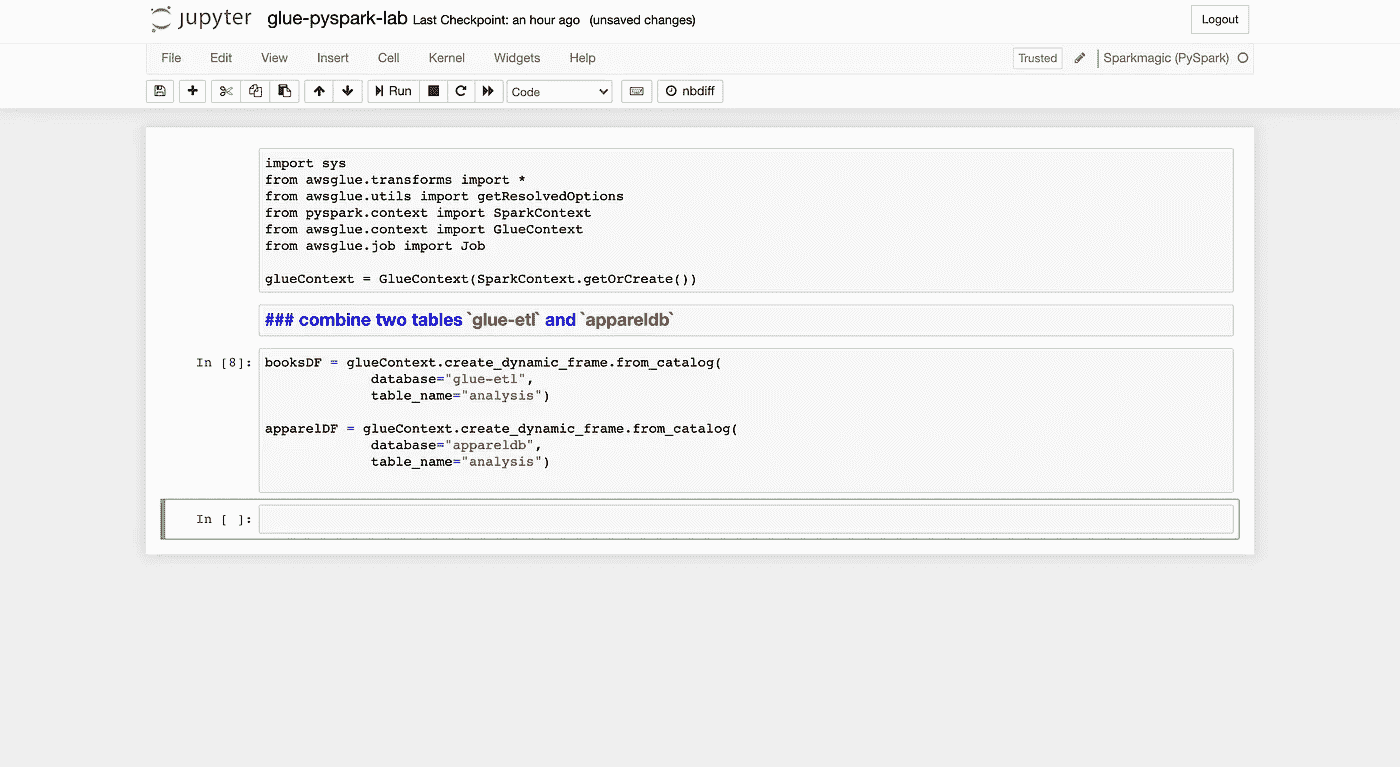 jupyter glue-pyspark-lab Last Checkpoint: an hour ago (unsaved changes) Logout
File Edit View Insert Cell Kernel Widgets Help Trusted Sparkmagic (PySpark)
Run Code nbdiff
import sys
from awsglue.transforms import *
from awsglue.utils import getResolvedOptions
from pyspark.context import SparkContext
from awsglue.context import GlueContext
from awsglue.job import Job
glueContext = GlueContext(SparkContext.getOrCreate())
### combine two tables `glue-etl` and `appareldb`
In [8]: booksDF = glueContext.create_dynamic_frame.from_catalog(
database="glue-etl",
table_name="analysis")
apparelDF = glueContext.create_dynamic_frame.from_catalog(
database="appareldb",
table_name="analysis")
In [ ]: